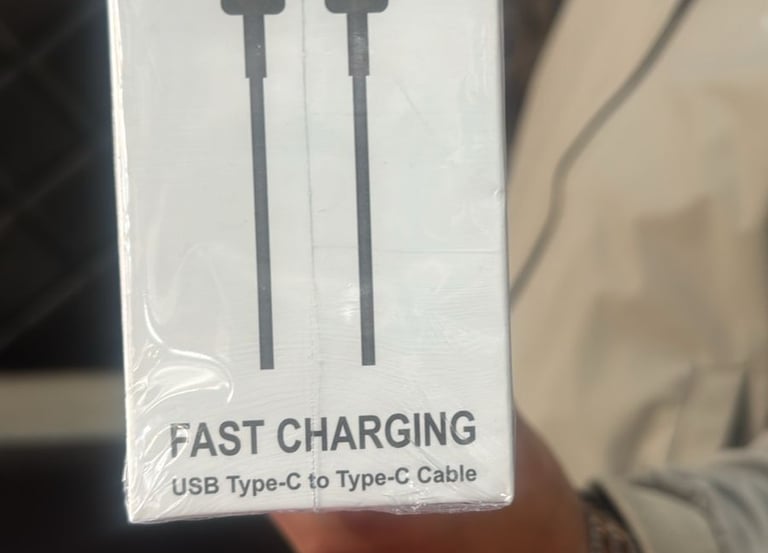 FAST CHARGING
USB Type-C to Type-C Cable